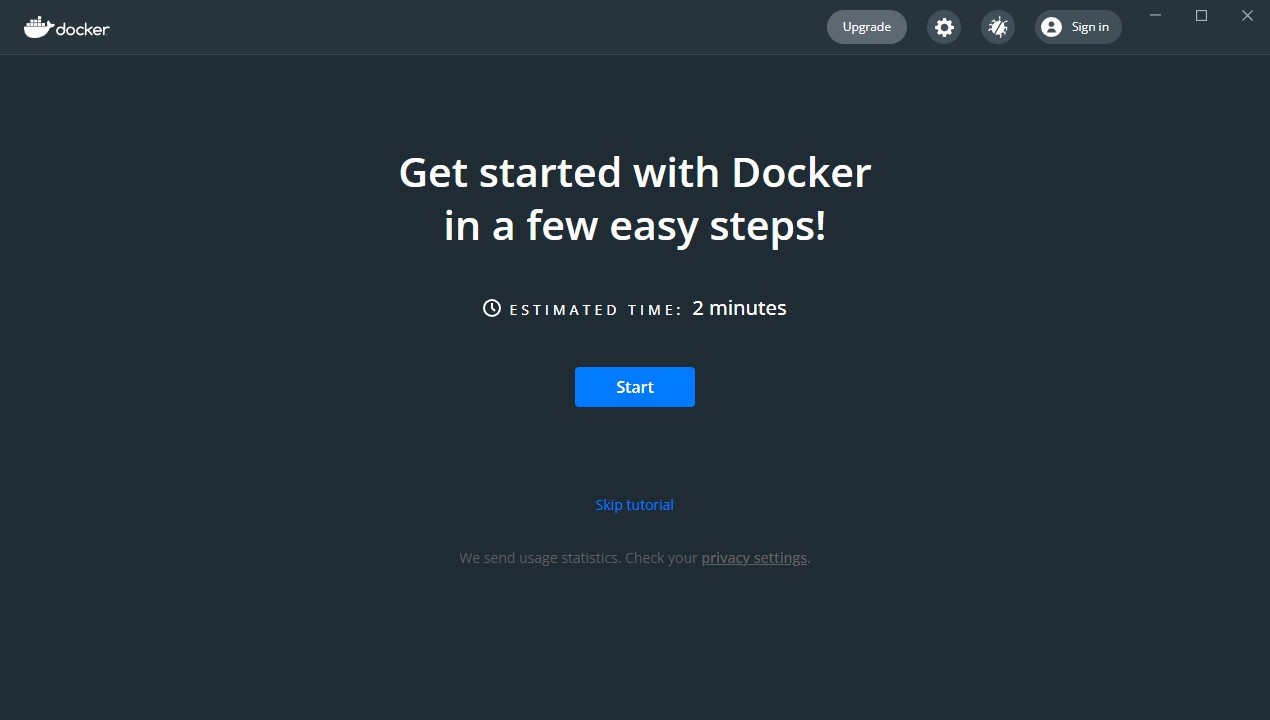 docker
Upgrade
Sign in
Get started with Docker
in a few easy steps!
ESTIMATED TIME: 2 minutes
Start
Skip tutorial
We send usage statistics. Check your privacy settings.